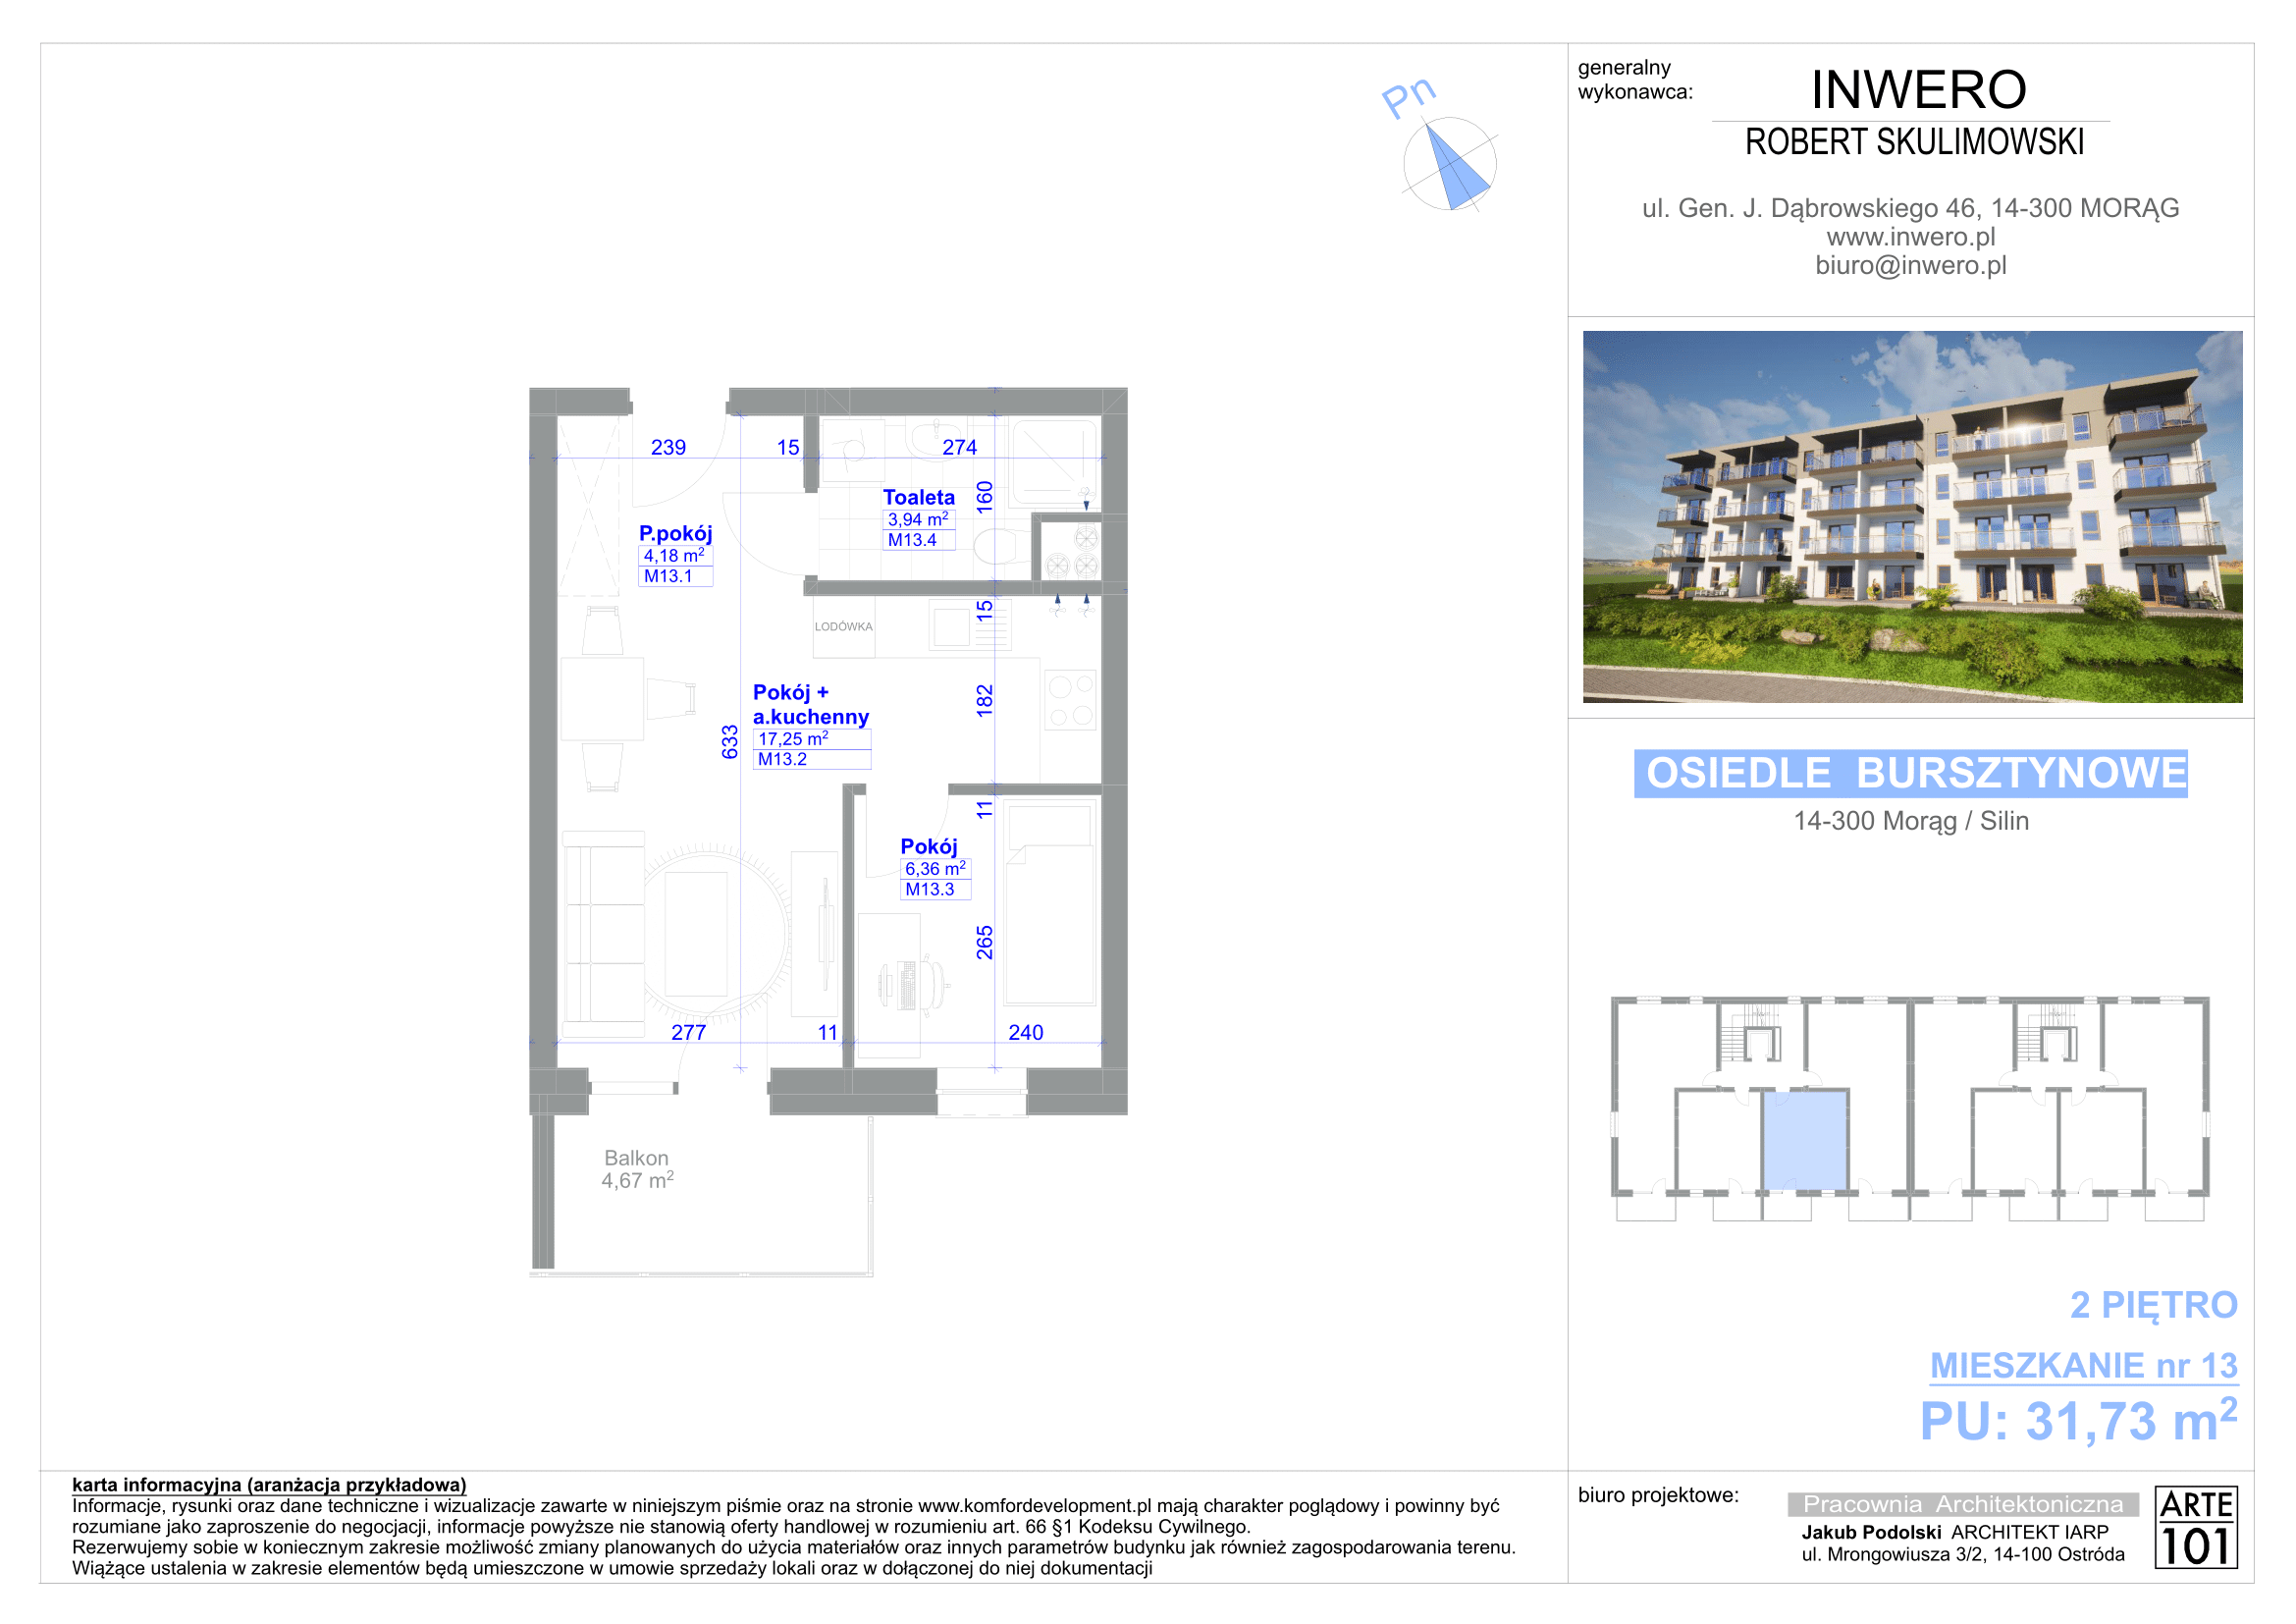 Pn
239
15
274
160
Toaleta
3,94 m²
M13.4
P.pokój
4,18 m²
M13.1
15
LODÓWKA
182
Pokój +
a.kuchenny
17,25 m²
M13.2
633
11
Pokój
6,36 m²
M13.3
265
277
11
240
Balkon
4,67 m²
generalny
wykonawca:
INWERO
ROBERT SKULIMOWSKI
ul. Gen. J. Dąbrowskiego 46, 14-300 MORĄG
www.inwero.pl
biuro@inwero.pl
OSIEDLE BURSZTYNOWE
14-300 Morąg / Silin
2 PIĘTRO
MIESZKANIE nr 13
PU: 31,73 m²
karta informacyjna (aranżacja przykładowa)
Informacje, rysunki oraz dane techniczne i wizualizacje zawarte w niniejszym piśmie oraz na stronie www.komfordevelopment.pl mają charakter poglądowy i powinny być
rozumiane jako zaproszenie do negocjacji, informacje powyższe nie stanowią oferty handlowej w rozumieniu art. 66 §1 Kodeksu Cywilnego.
Rezerwujemy sobie w koniecznym zakresie możliwość zmiany planowanych do użycia materiałów oraz innych parametrów budynku jak również zagospodarowania terenu.
Wiążące ustalenia w zakresie elementów będą umieszczone w umowie sprzedaży lokali oraz w dołączonej do niej dokumentacji
biuro projektowe:
Pracownia Architektoniczna
Jakub Podolski ARCHITEKT IARP
ul. Mrongowiusza 3/2, 14-100 Ostróda
ARTE
101